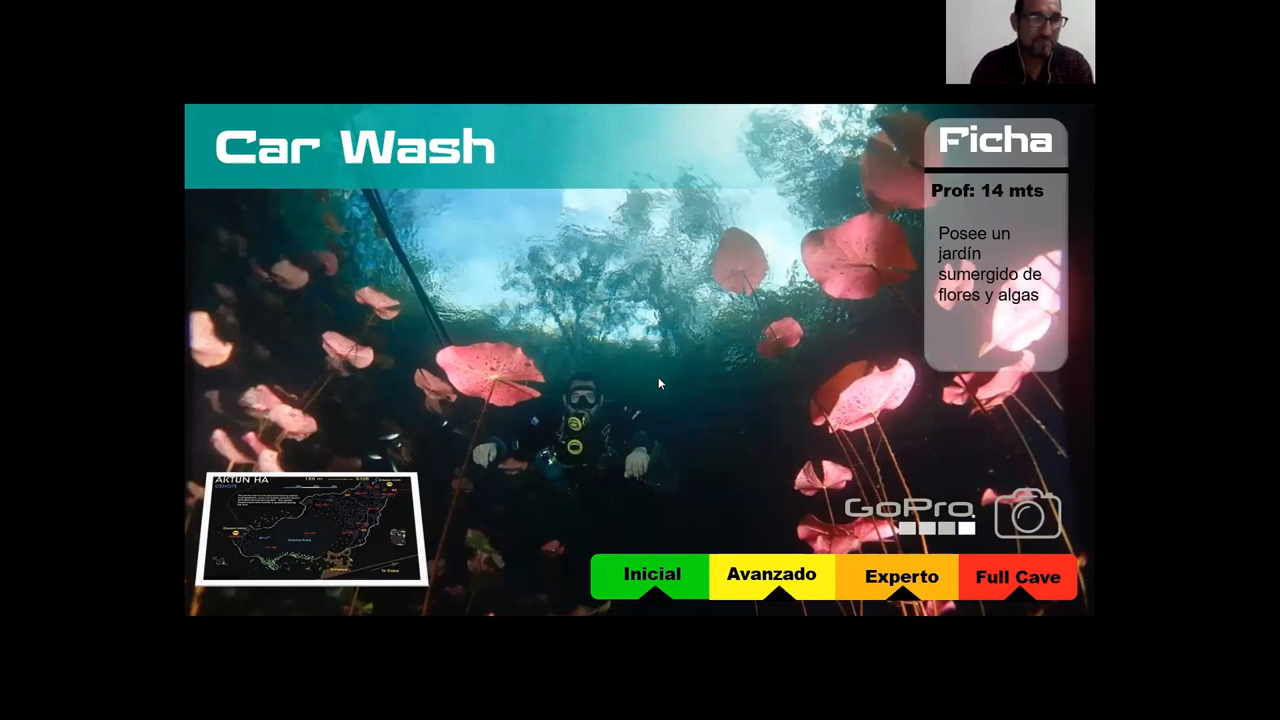 Car Wash
Ficha
Prof: 14 mts
Posee un
jardín
sumergido de
flores y algas
AKTUN HA
CENOTE
GoPro
Inicial
Avanzado
Experto
Full Cave